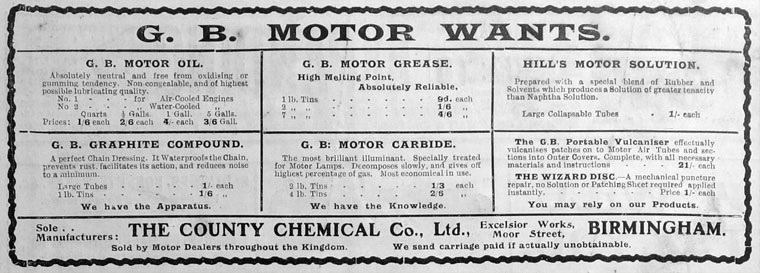 G. B. MOTOR WANTS.
G. B. MOTOR OIL.
Absolutely neutral and free from oxidising or
gumming tendency. Non-congealable, and of highest
possible lubricating quality.
No. 1 - - for Air-Cooled Engines
No 2 - - „ Water-Cooled „
Quarts ½ Galls. 1 Gall. 5 Galls.
Prices: 1/6 each 2/6 each 4/- each 3/6 Gall.
G. B. MOTOR GREASE.
High Melting Point,
Absolutely Reliable.
1 lb. Tins - - - - - 9d. each
2 „ „ - - - - - 1/6 „
7 „ „ - - - - - 4/6 „
HILL'S MOTOR SOLUTION.
Prepared with a special blend of Rubber and
Solvents which produces a Solution of greater tenacity
than Naphtha Solution.
Large Collapsable Tubes - 1/- each
G. B. GRAPHITE COMPOUND.
A perfect Chain Dressing. It Waterproofs the Chain,
prevents rust, facilitates its action, and reduces noise
to a minimum.
Large Tubes - - - - 1/- each
1 lb. Tins - - - - - 1/6 „
We have the Apparatus.
G. B: MOTOR CARBIDE.
The most brilliant illuminant. Specially treated
for Motor Lamps. Decomposes slowly, and gives off
highest percentage of gas. Most economical in use.
2 lb. Tins - - - - 1/3 each
4 lb. Tins - - - - 2/6 „
We have the Knowledge.
The G.B. Portable Vulcaniser effectually
vulcanises patches on to Motor Air Tubes and sec-
tions into Outer Covers. Complete, with all necessary
materials and instructions - - - 21/- each
THE WIZARD DISC.—A mechanical puncture
repair, no Solution or Patching Sheet required applied
instantly. - - - - - Price 1/- each
You may rely on our Products.
Sole . .
Manufacturers: THE COUNTY CHEMICAL Co., Ltd., Excelsior Works, Moor Street, BIRMINGHAM.
Sold by Motor Dealers throughout the Kingdom. We send carriage paid if actually unobtainable.